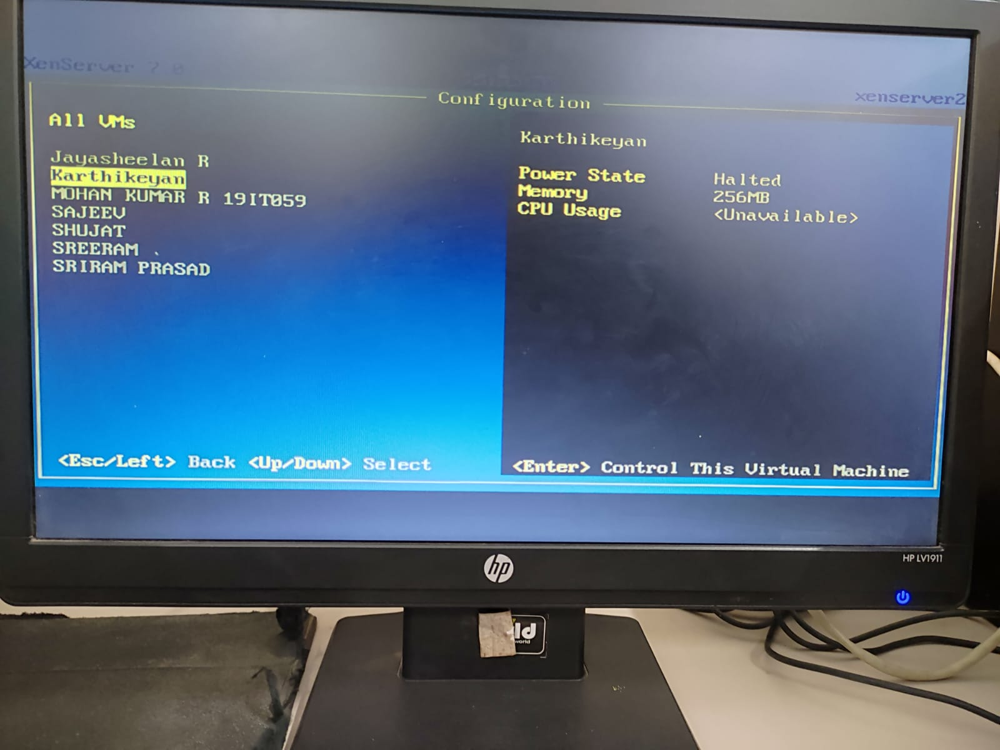 XenServer 7.0
xenserver2
Configuration
All VMs
Jayasheelan R
Karthikeyan
MOHAN KUMAR R 19IT059
SAJEEV
SHUJAT
SREERAM
SRIRAM PRASAD
Karthikeyan
Power State Halted
Memory 256MB
CPU Usage <Unavailable>
<Esc/Left> Back <Up/Down> Select
<Enter> Control This Virtual Machine
hp
HP LV1911
world